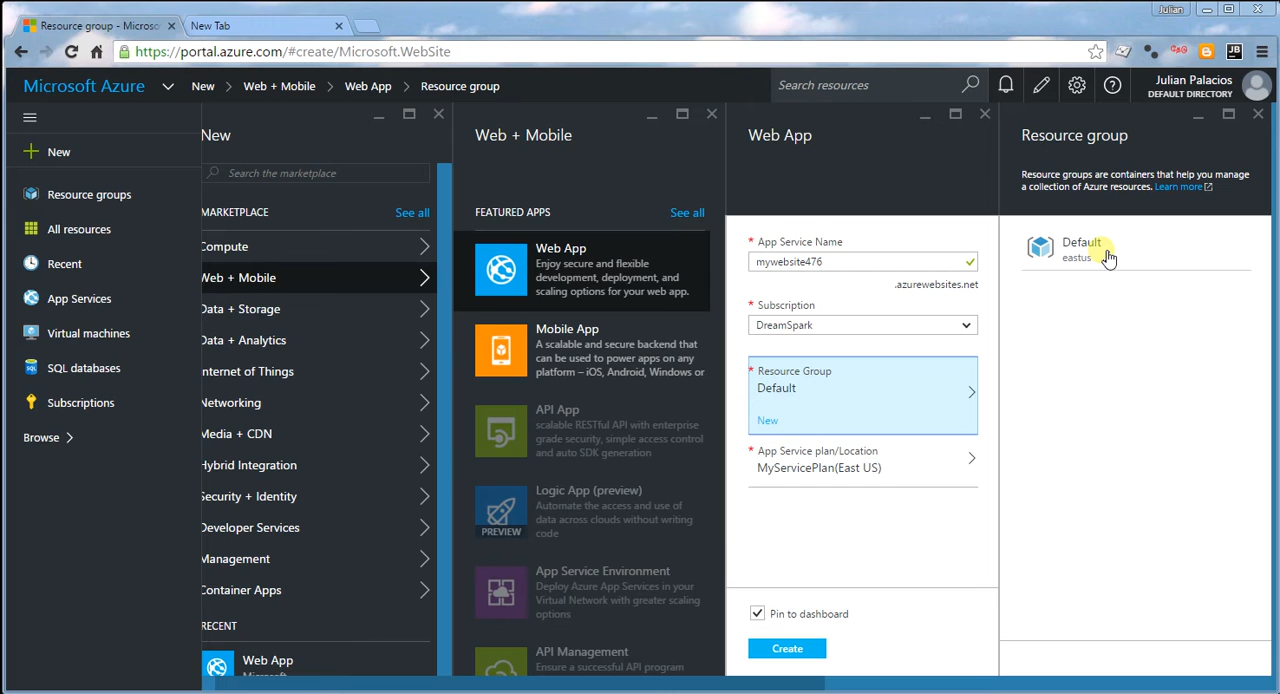 Julian
Resource group - Microso
New Tab
https://portal.azure.com/#create/Microsoft.WebSite
Microsoft Azure
New > Web + Mobile > Web App > Resource group
Search resources
Julian Palacios
DEFAULT DIRECTORY
New
Resource groups
All resources
Recent
App Services
Virtual machines
SQL databases
Subscriptions
Browse >
New
Search the marketplace
MARKETPLACE
See all
Compute
Web + Mobile
Data + Storage
Data + Analytics
Internet of Things
Networking
Media + CDN
Hybrid Integration
Security + Identity
Developer Services
Management
Container Apps
RECENT
Web App
Microsoft
Web + Mobile
FEATURED APPS
See all
Web App
Enjoy secure and flexible
development, deployment, and
scaling options for your web app.
Mobile App
A scalable and secure backend that
can be used to power apps on any
platform – iOS, Android, Windows or
API App
scalable RESTful API with enterprise
grade security, simple access control
and auto SDK generation
Logic App (preview)
Automate the access and use of
data across clouds without writing
code
PREVIEW
App Service Environment
Deploy Azure App Services in your
Virtual Network with greater scaling
options
API Management
Ensure a successful API program
Web App
* App Service Name
mywebsite476
.azurewebsites.net
* Subscription
DreamSpark
* Resource Group
Default
New
* App Service plan/Location
MyServicePlan(East US)
Pin to dashboard
Create
Resource group
Resource groups are containers that help you manage
a collection of Azure resources. Learn more
Default
eastus